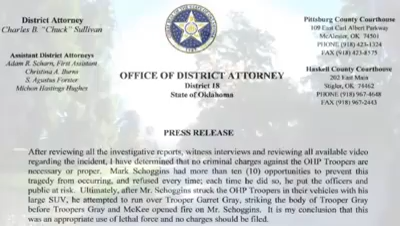 District Attorney
Charles B. "Chuck" Sullivan
Assistant District Attorneys
Adam R. Scharn, First Assistant
Christina A. Burns
S. Agustus Forster
Michon Hastings Hughes
Pittsburg County Courthouse
109 East Carl Albert Parkway
McAlester, OK 74501
PHONE (918) 423-1324
FAX (918) 423-8575
Haskell County Courthouse
202 East Main
Stigler, OK 74462
PHONE (918) 967-4648
FAX (918) 967-2443
OFFICE OF DISTRICT ATTORNEY
District 18
State of Oklahoma
PRESS RELEASE
After reviewing all the investigative reports, witness interviews and reviewing all available video
regarding the incident, I have determined that no criminal charges against the OHP Troopers are
necessary or proper. Mark Schoggins had more than ten (10) opportunities to prevent this
tragedy from occurring, and refused every time; each time he did so, he put the officers and
public at risk. Ultimately, after Mr. Schoggins struck the OHP Troopers in their vehicles with his
large SUV, he attempted to run over Trooper Garret Gray, striking the body of Trooper Gray
before Troopers Gray and McKee opened fire on Mr. Schoggins. It is my conclusion that this
was an appropriate use of lethal force and no charges should be filed.